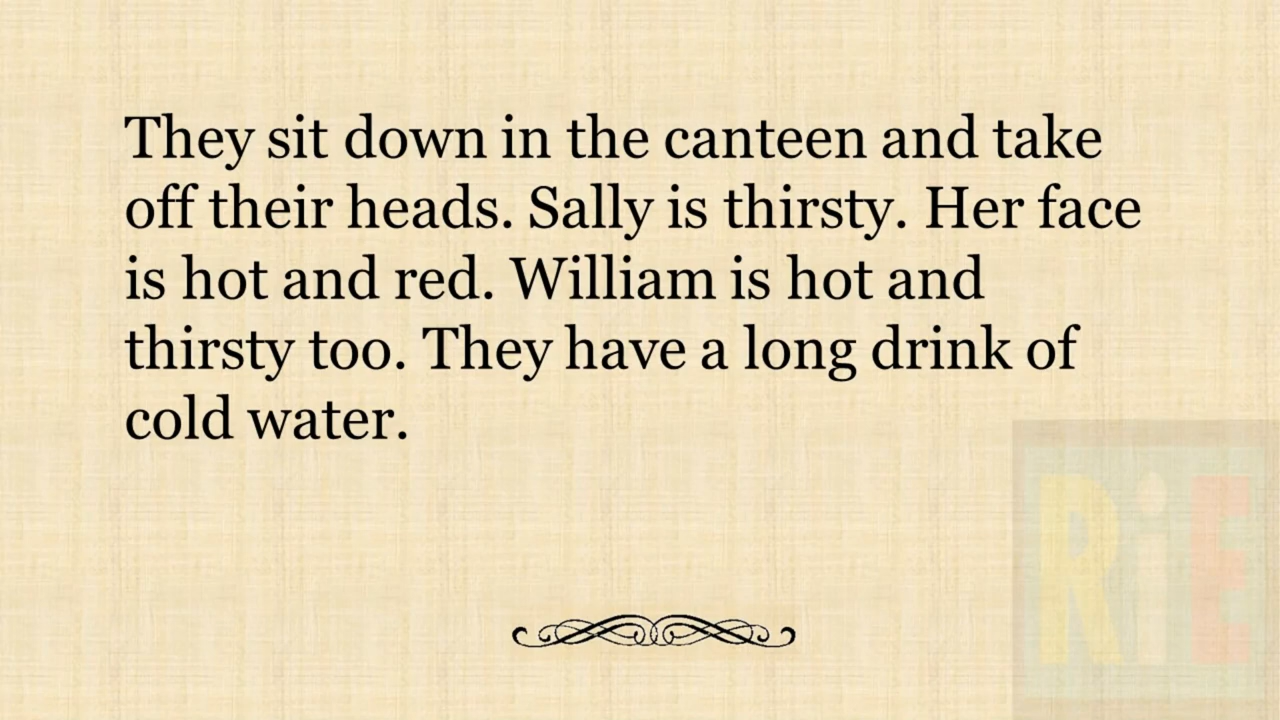 They sit down in the canteen and take
off their heads. Sally is thirsty. Her face
is hot and red. William is hot and
thirsty too. They have a long drink of
cold water.
RiE